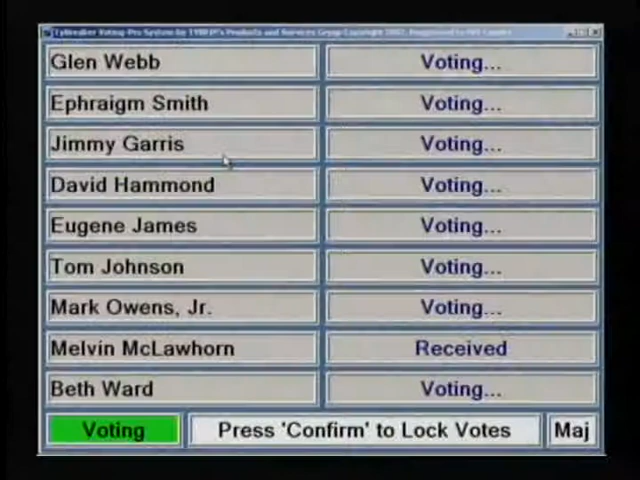 Glen Webb Voting...
Ephraigm Smith Voting...
Jimmy Garris Voting...
David Hammond Voting...
Eugene James Voting...
Tom Johnson Voting...
Mark Owens, Jr. Voting...
Melvin McLawhorn Received
Beth Ward Voting...
Voting Press 'Confirm' to Lock Votes Maj